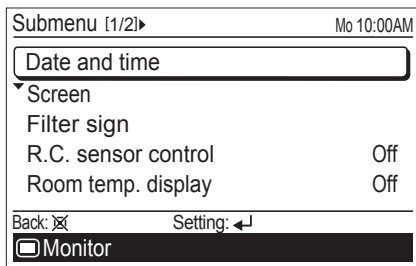 Submenu [1/2]▸ Mo 10:00AM
Date and time
Screen
Filter sign
R.C. sensor control Off
Room temp. display Off
Back: Setting:
Monitor